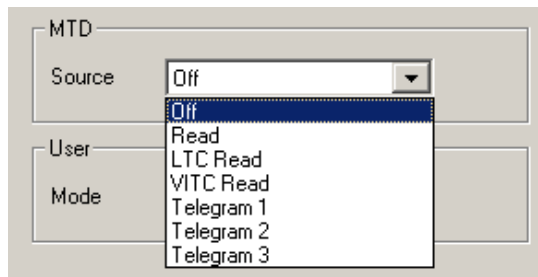 MTD
Source Off
Off
Read
LTC Read
User
VITC Read
Mode
Telegram 1
Telegram 2
Telegram 3